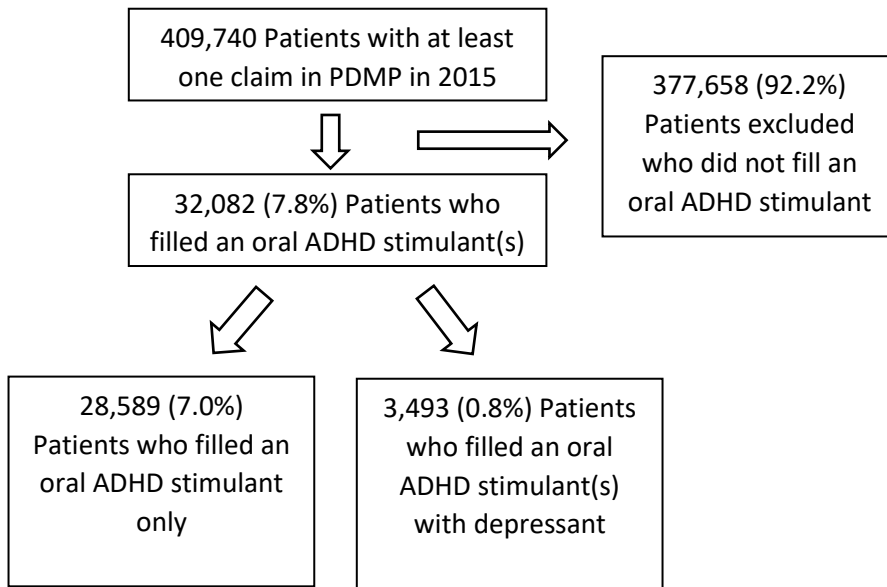 409,740 Patients with at least
one claim in PDMP in 2015
377,658 (92.2%)
Patients excluded
who did not fill an
oral ADHD stimulant
32,082 (7.8%) Patients who
filled an oral ADHD stimulant(s)
28,589 (7.0%)
Patients who filled an
oral ADHD stimulant
only
3,493 (0.8%) Patients
who filled an oral
ADHD stimulant(s)
with depressant